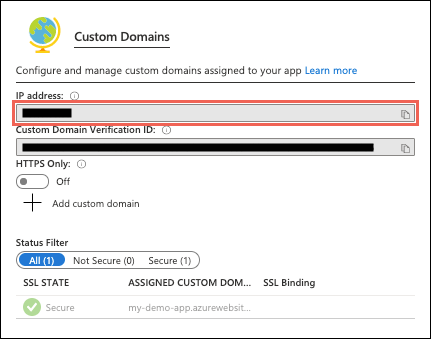 Custom Domains
Configure and manage custom domains assigned to your app Learn more
IP address:
Custom Domain Verification ID:
HTTPS Only:
Off
Add custom domain
Status Filter
All (1) Not Secure (0) Secure (1)
SSL STATE ASSIGNED CUSTOM DOM... SSL Binding
Secure my-demo-app.azurewebsit...